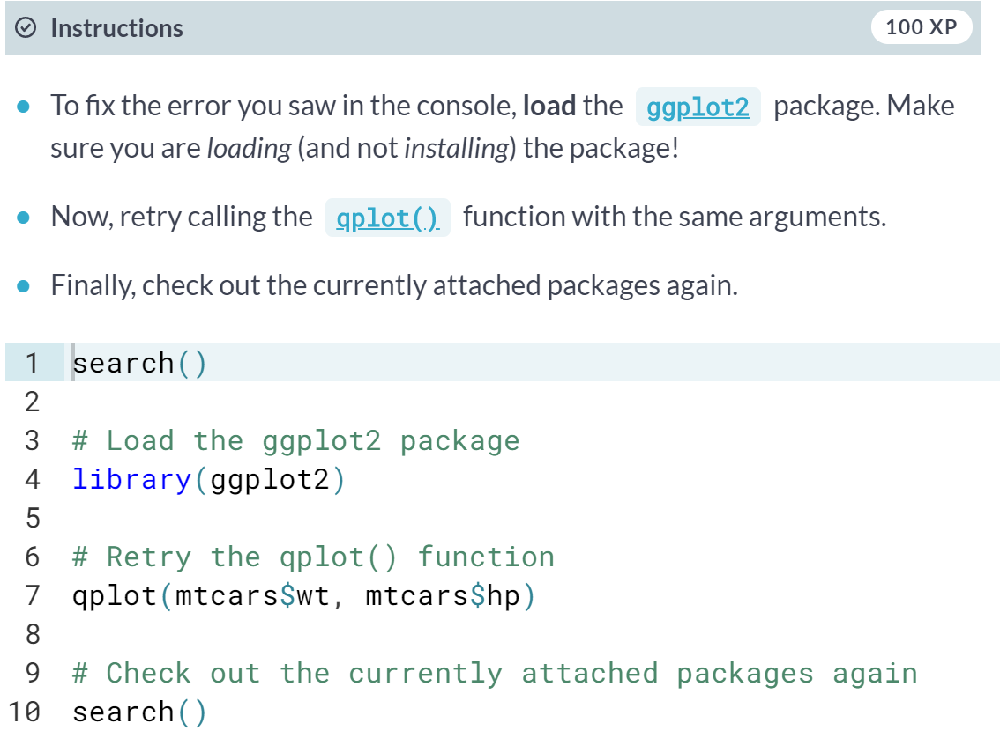 Instructions 100 XP
To fix the error you saw in the console, load the ggplot2 package. Make
sure you are loading (and not installing) the package!
Now, retry calling the qplot() function with the same arguments.
Finally, check out the currently attached packages again.
1 search()
2
3 # Load the ggplot2 package
4 library(ggplot2)
5
6 # Retry the qplot() function
7 qplot(mtcars$wt, mtcars$hp)
8
9 # Check out the currently attached packages again
10 search()